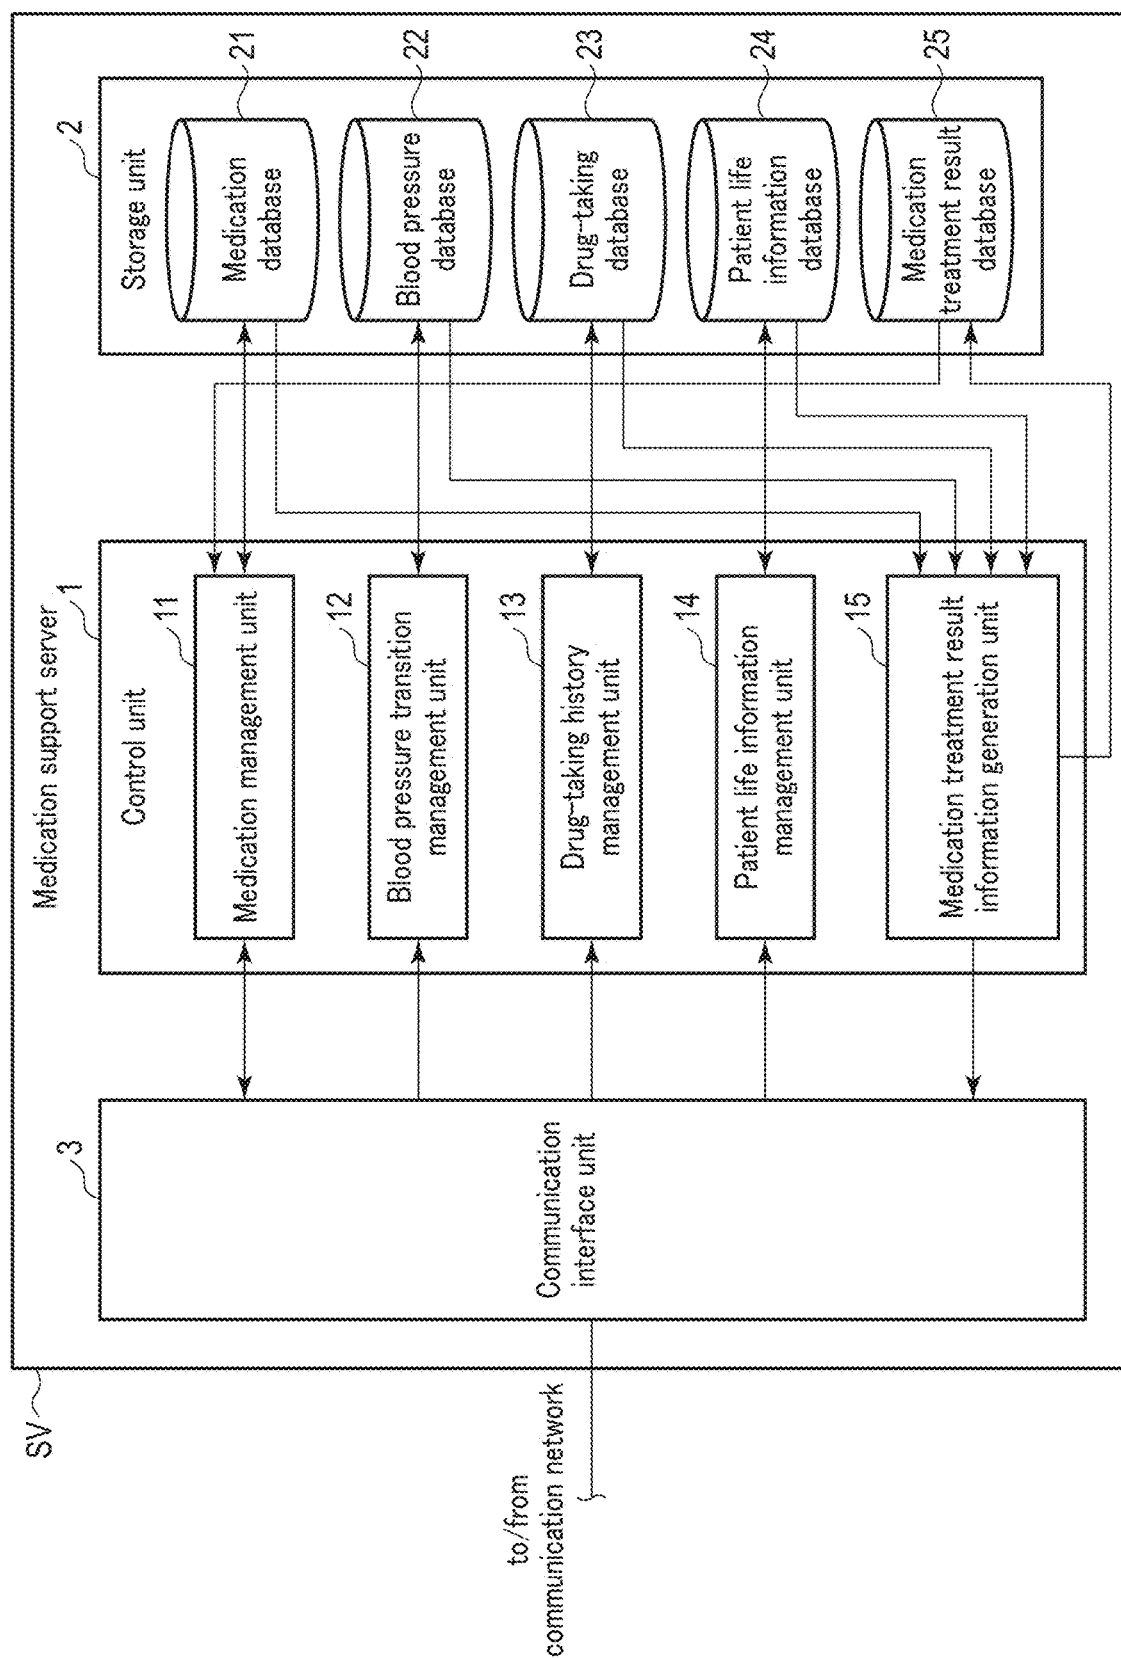 SV
Medication support server
3
Communication
interface unit
to/from
communication network
1
Control unit
11
Medication management unit
12
Blood pressure transition
management unit
13
Drug-taking history
management unit
14
Patient life information
management unit
15
Medication treatment result
information generation unit
2
Storage unit
21
Medication
database
22
Blood pressure
database
23
Drug-taking
database
24
Patient life
information
database
25
Medication
treatment result
database